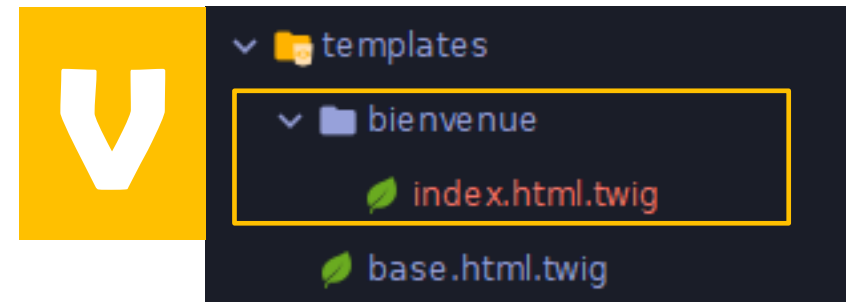 V
templates
bienvenue
index.html.twig
base.html.twig